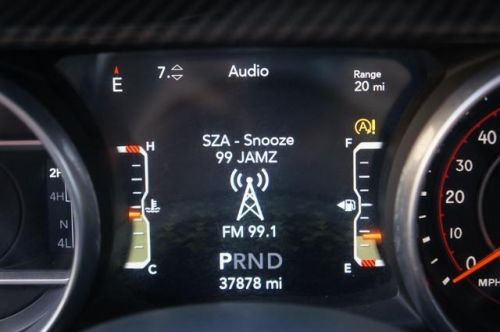 E
7.
Audio
Range
20 mi
H
C
SZA - Snooze
99 JAMZ
FM 99.1
PRND
37878 mi
F
E
A!
2H
4H
N
4L
40
30
20
10
0
MPH